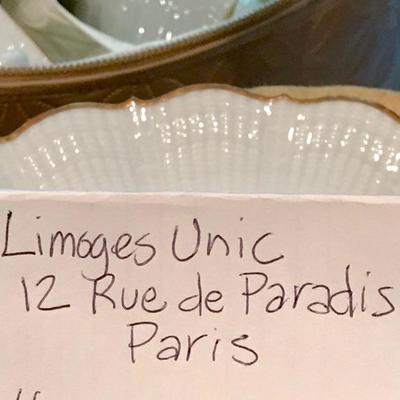 Limoges Unic
12 Rue de Paradis
Paris